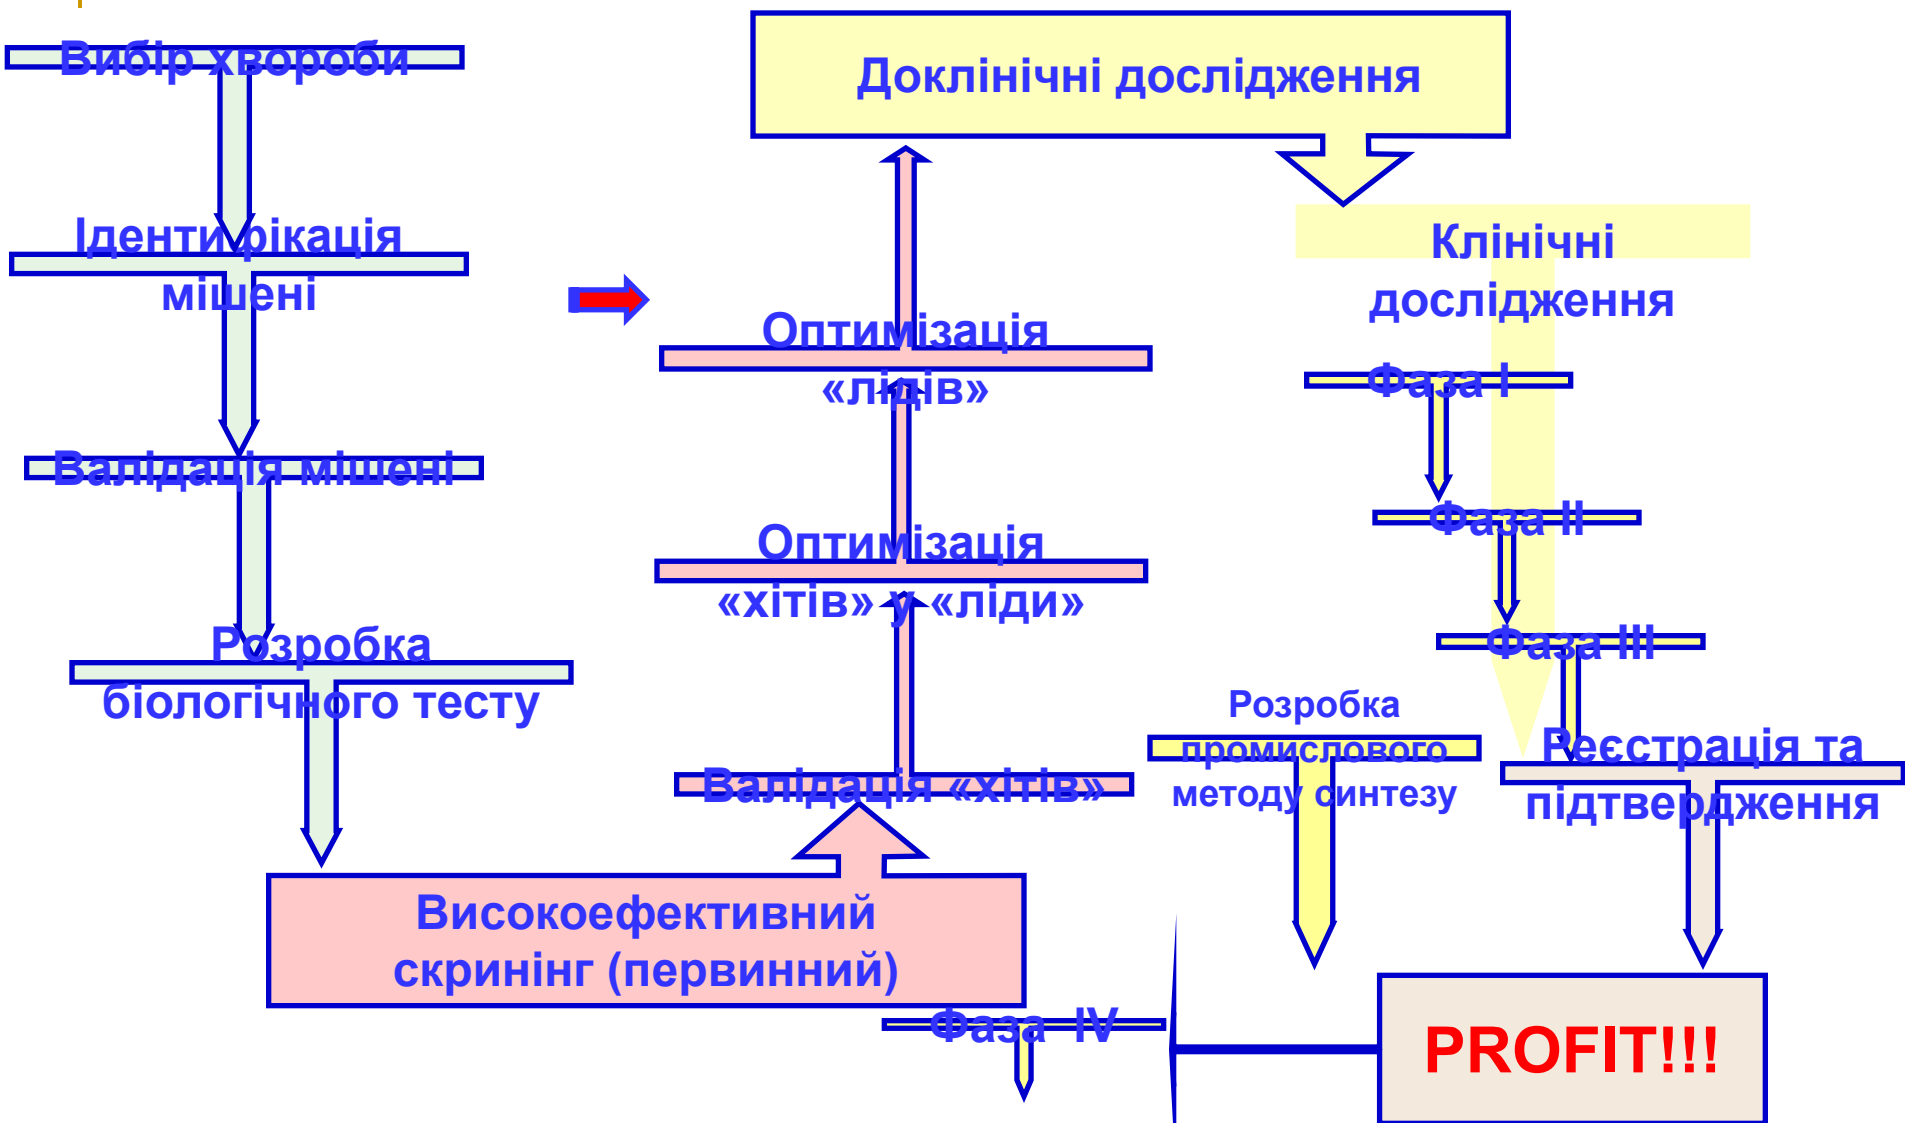 Вибір хвороби
Ідентифікація
мішені
Валідація мішені
Розробка
біологічного тесту
Високоефективний
скринінг (первинний)
Валідація «хітів»
Оптимізація
«хітів» у «ліди»
Оптимізація
«лідів»
Доклінічні дослідження
Клінічні
дослідження
Фаза I
Фаза II
Фаза III
Розробка
промислового
методу синтезу
Реєстрація та
підтвердження
PROFIT!!!
Фаза IV